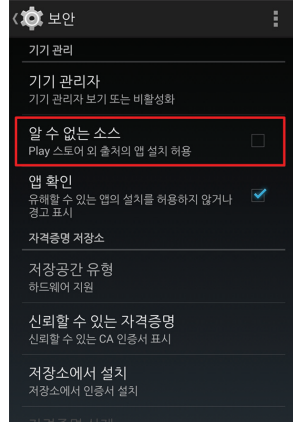 보안
기기 관리
기기 관리자
기기 관리자 보기 또는 비활성화
알 수 없는 소스
Play 스토어 외 출처의 앱 설치 허용
앱 확인
유해할 수 있는 앱의 설치를 허용하지 않거나
경고 표시
자격증명 저장소
저장공간 유형
하드웨어 지원
신뢰할 수 있는 자격증명
신뢰할 수 있는 CA 인증서 표시
저장소에서 설치
저장소에서 인증서 설치